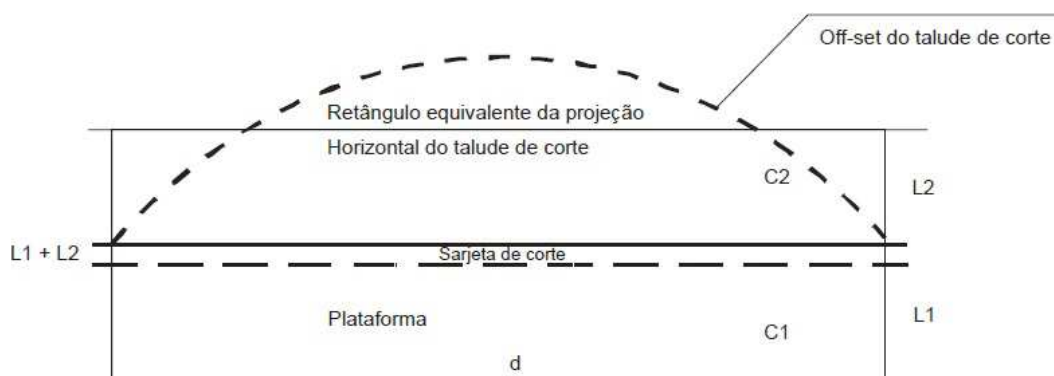 Off-set do talude de corte
Retângulo equivalente da projeção
Horizontal do talude de corte
C2
L2
L1 + L2
Sarjeta de corte
Plataforma
C1
L1
d